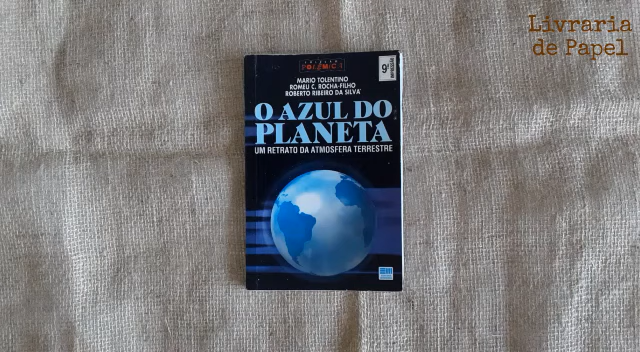 Livraria
de Papel
COLEÇÃO
POLÊMICA
MARIO TOLENTINO
ROMEU C. ROCHA-FILHO
ROBERTO RIBEIRO DA SILVA
O AZUL DO
PLANETA
UM RETRATO DA ATMOSFERA TERRESTRE